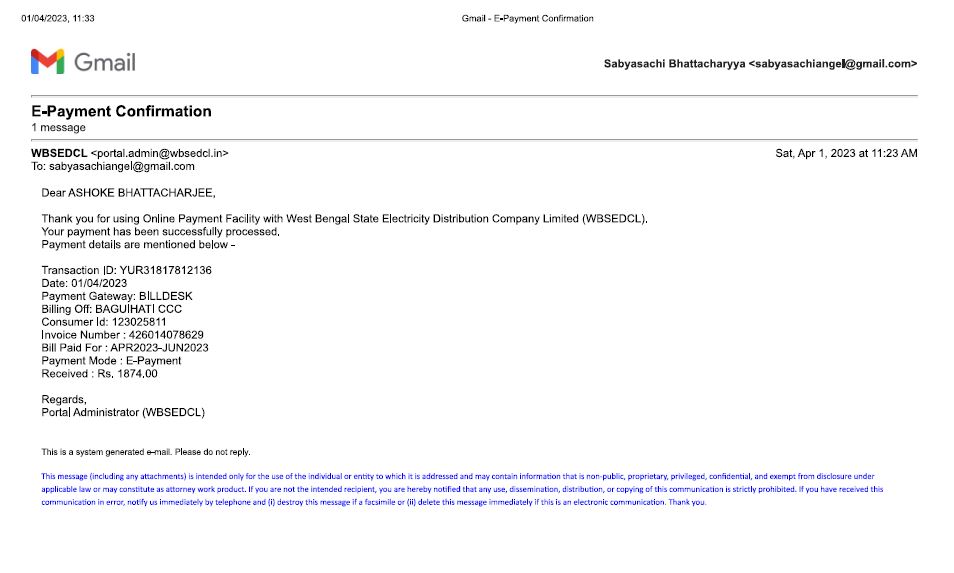 01/04/2023, 11:33 Gmail - E-Payment Confirmation
Gmail Sabyasachi Bhattacharyya <sabyasachiangel@gmail.com>
E-Payment Confirmation
1 message
WBSEDCL <portal.admin@wbsedcl.in> Sat, Apr 1, 2023 at 11:23 AM
To: sabyasachiangel@gmail.com
Dear ASHOKE BHATTACHARJEE,
Thank you for using Online Payment Facility with West Bengal State Electricity Distribution Company Limited (WBSEDCL).
Your payment has been successfully processed.
Payment details are mentioned below -
Transaction ID: YUR31817812136
Date: 01/04/2023
Payment Gateway: BILLDESK
Billing Off: BAGUIHATI CCC
Consumer Id: 123025811
Invoice Number : 426014078629
Bill Paid For : APR2023-JUN2023
Payment Mode : E-Payment
Received : Rs. 1874.00
Regards,
Portal Administrator (WBSEDCL)
This is a system generated e-mail. Please do not reply.
This message (including any attachments) is intended only for the use of the individual or entity to which it is addressed and may contain information that is non-public, proprietary, privileged, confidential, and exempt from disclosure under
applicable law or may constitute as attorney work product. If you are not the intended recipient, you are hereby notified that any use, dissemination, distribution, or copying of this communication is strictly prohibited. If you have received this
communication in error, notify us immediately by telephone and (i) destroy this message if a facsimile or (ii) delete this message immediately if this is an electronic communication. Thank you.